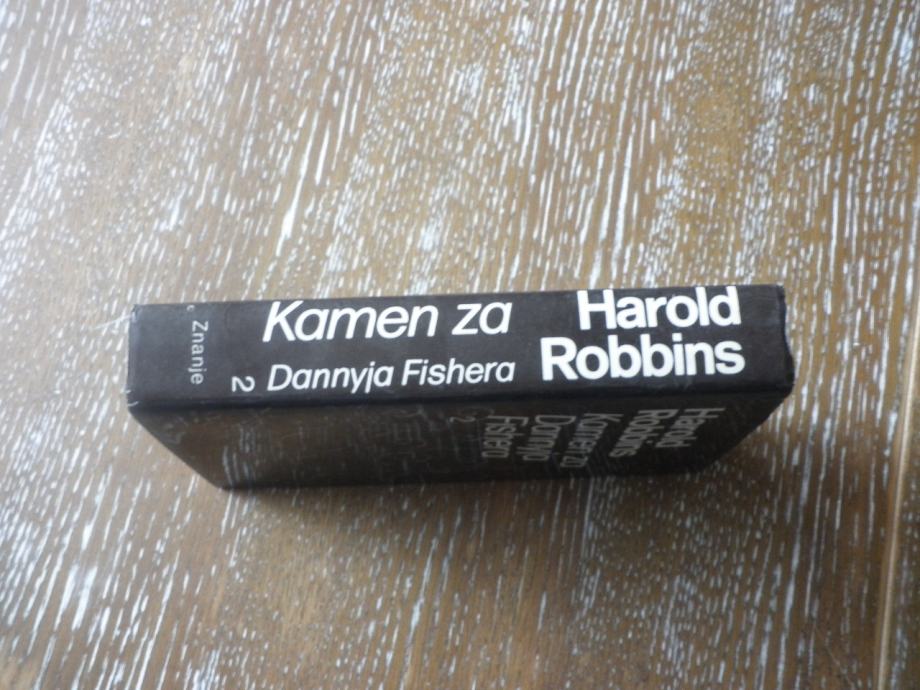 Harold
Robbins
Kamen za
Dannyja Fishera
2
Znanje
Harold
Robbins
Kamen za
Dannyja
Fishera
2